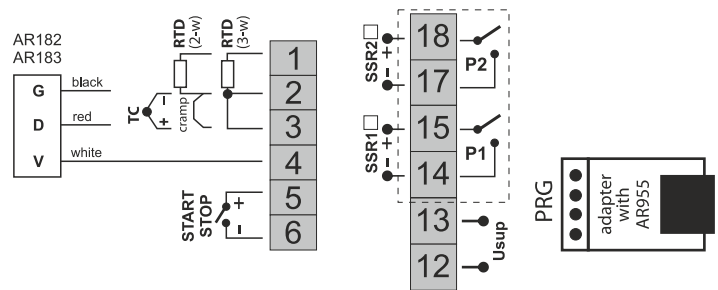 AR182
AR183
G
D
V
black
red
white
TC
−
+
cramp
RTD
(2-w)
RTD
(3-w)
1
2
3
4
5
6
START
STOP
+
-
SSR2
+
-
18
17
P2
SSR1
+
-
15
14
P1
13
12
Usup
PRG
adapter
with
AR955